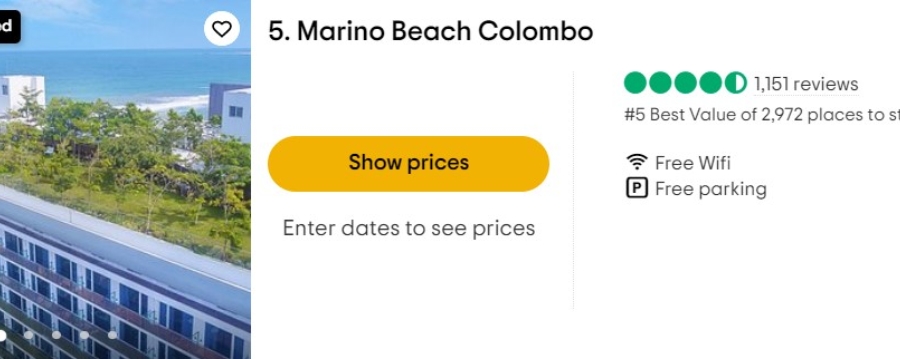 ed
5. Marino Beach Colombo
1,151 reviews
#5 Best Value of 2,972 places to st
Show prices
Free Wifi
P Free parking
Enter dates to see prices